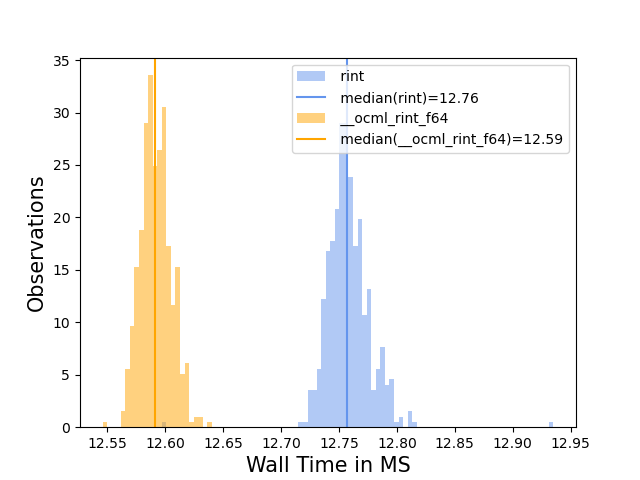 35
30
25
20
15
10
5
0
Observations
rint
median(rint)=12.76
__ocml_rint_f64
median(__ocml_rint_f64)=12.59
12.55 12.60 12.65 12.70 12.75 12.80 12.85 12.90 12.95
Wall Time in MS